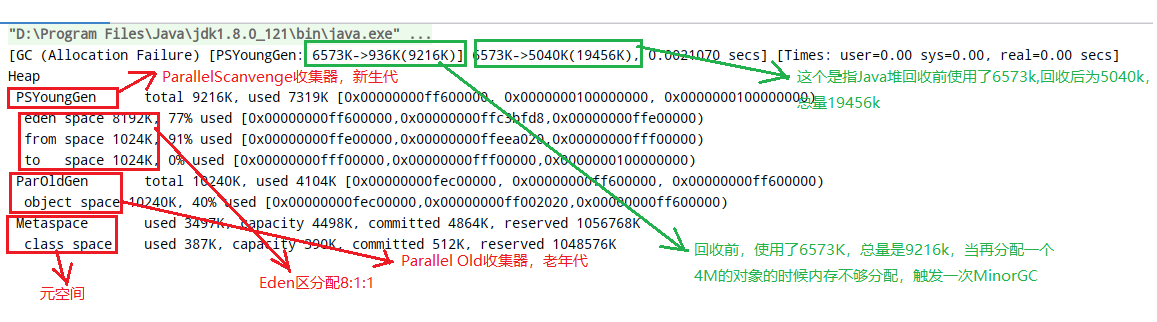 "D:\Program Files\Java\jdk1.8.0_121\bin\java.exe" ...
[GC (Allocation Failure) [PSYoungGen: 6573K->936K(9216K)] 6573K->5040K(19456K), 0.0021070 secs] [Times: user=0.00 sys=0.00, real=0.00 secs]
Heap
ParallelScanvenge收集器，新生代
这个是指Java堆回收前使用了6573k,回收后为5040k，
总量19456k
PSYoungGen total 9216K, used 7319K [0x00000000ff600000, 0x0000000100000000, 0x0000000100000000)
eden space 8192K, 77% used [0x00000000ff600000,0x00000000ffc3bfd8,0x00000000ffe00000)
from space 1024K, 91% used [0x00000000ffe00000,0x00000000ffeea020,0x00000000fff00000)
to space 1024K, 0% used [0x00000000fff00000,0x00000000fff00000,0x0000000100000000)
ParOldGen total 10240K, used 4104K [0x00000000fec00000, 0x00000000ff600000, 0x00000000ff600000)
object space 10240K, 40% used [0x00000000fec00000,0x00000000ff002020,0x00000000ff600000)
Metaspace used 3497K, capacity 4498K, committed 4864K, reserved 1056768K
class space used 387K, capacity 390K, committed 512K, reserved 1048576K
Parallel Old收集器，老年代
回收前，使用了6573K，总量是9216k，当再分配一个
4M的对象的时候内存不够分配，触发一次MinorGC
Eden区分配8:1:1
元空间